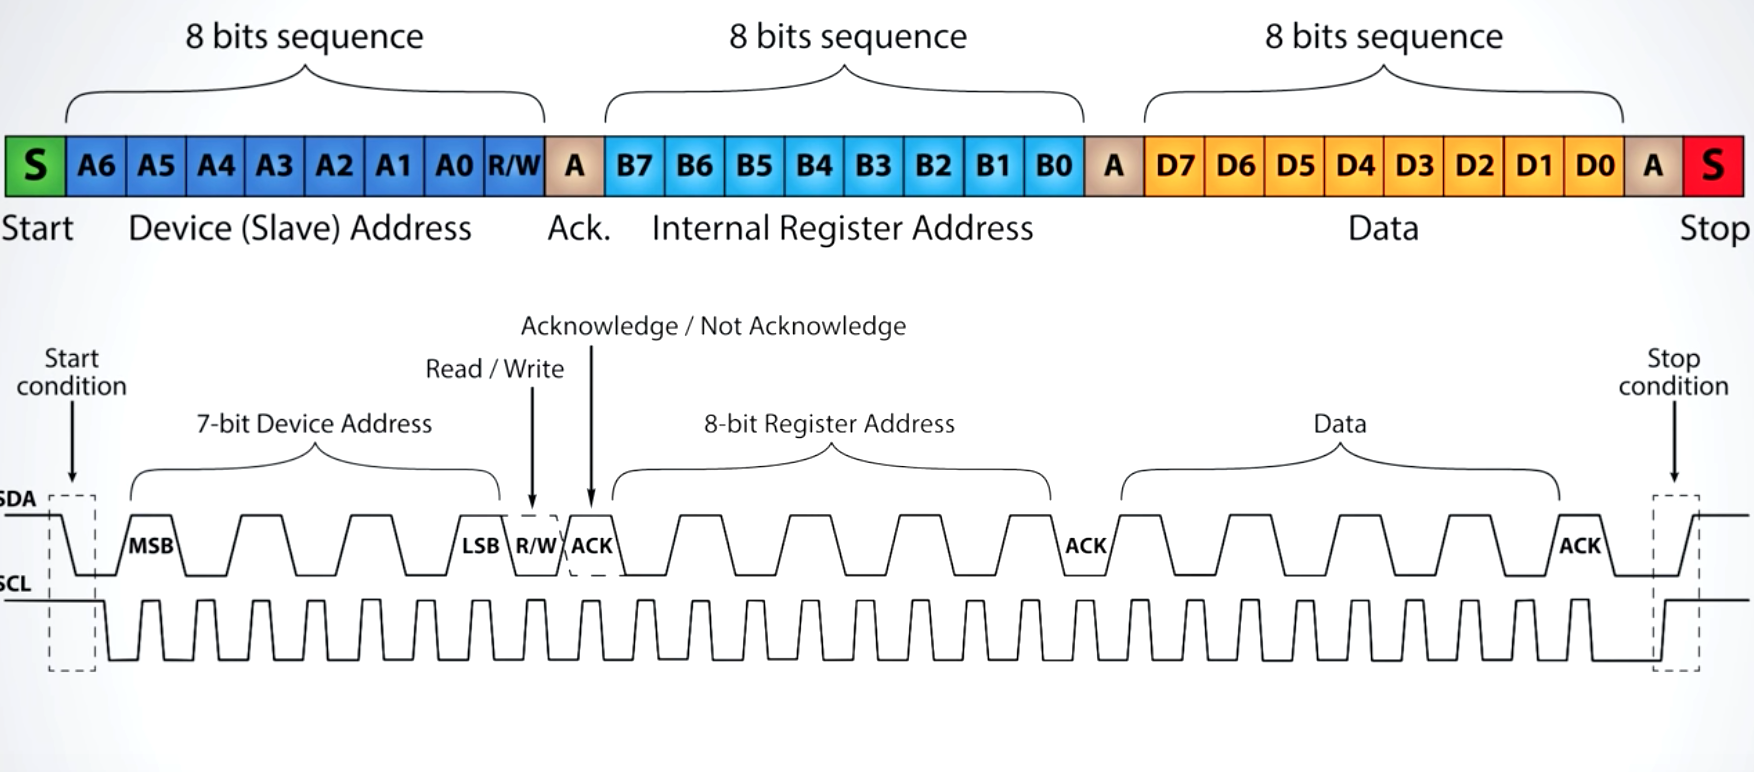 8 bits sequence 8 bits sequence 8 bits sequence
S A6 A5 A4 A3 A2 A1 A0 R/W A B7 B6 B5 B4 B3 B2 B1 B0 A D7 D6 D5 D4 D3 D2 D1 D0 A S
Start Device (Slave) Address Ack. Internal Register Address Data Stop
Acknowledge / Not Acknowledge
Start
condition
Read / Write
Stop
condition
7-bit Device Address 8-bit Register Address Data
SDA
MSB LSB R/W ACK ACK ACK
SCL